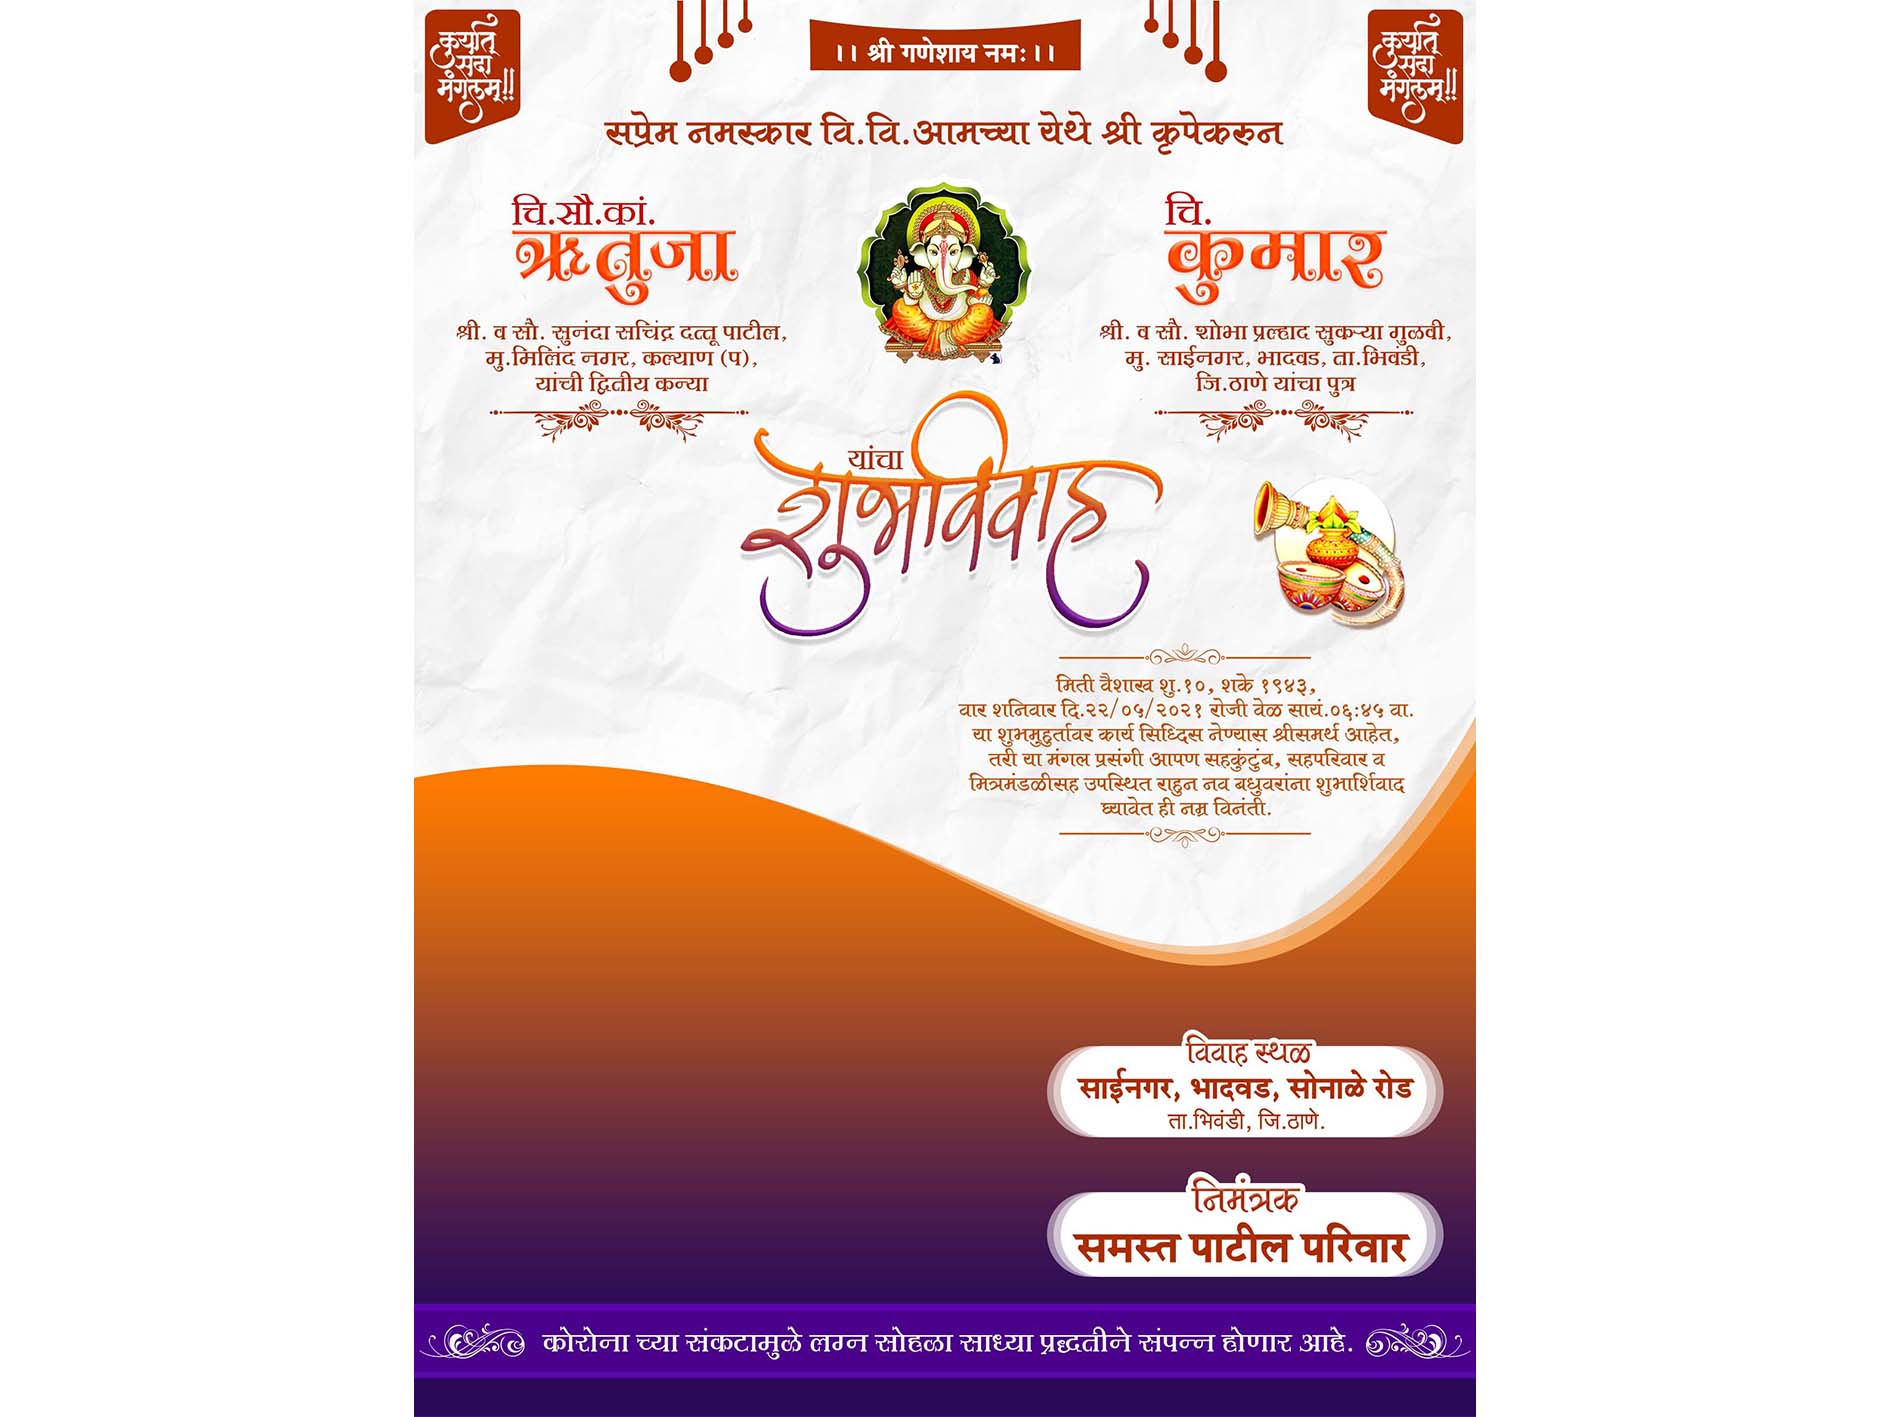 कुर्यात्
सदा
मंगलम्!!
।। श्री गणेशाय नमः।।
कुर्यात्
सदा
मंगलम्!!
सप्रेम नमस्कार वि.वि.आमच्या येथे श्री कृपेकरुन
चि.सौ.कां.
ऋतुजा
श्री. व सौ. सुनंदा सचिंद्र दत्तू पाटील,
मु.मिलिंद नगर, कल्याण (प),
यांची द्वितीय कन्या
चि.
कुमार
श्री. व सौ. शोभा प्रल्हाद सुकऱ्या गुळवी,
मु. साईनगर, भादवड, ता.भिवंडी,
जि.ठाणे यांचा पुत्र
यांचा
शुभविवाह
मिती वैशाख शु.१०, शके १९४३,
वार शनिवार दि.२२/०५/२०२१ रोजी वेळ सायं.०६:४५ वा.
या शुभमुहुर्तावर कार्य सिध्दिस नेण्यास श्रीसमर्थ आहेत,
तरी या मंगल प्रसंगी आपण सहकुंटुंब, सहपरिवार व
मित्रमंडळीसह उपस्थित राहुन नव वधुवरांना शुभार्शिवाद
घ्यावेत ही नम्र विनंती.
विवाह स्थळ
साईनगर, भादवड, सोनाळे रोड
ता.भिवंडी, जि.ठाणे.
निमंत्रक
समस्त पाटील परिवार
कोरोना च्या संकटामुळे लग्न सोहळा साध्या प्रद्धतीने संपन्न होणार आहे.